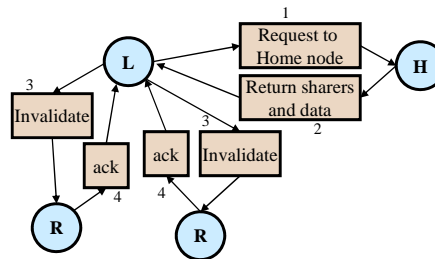 1
Request to
Home node
L
H
3
Return sharers
and data
Invalidate
3
2
ack
ack
Invalidate
4
4
R
R